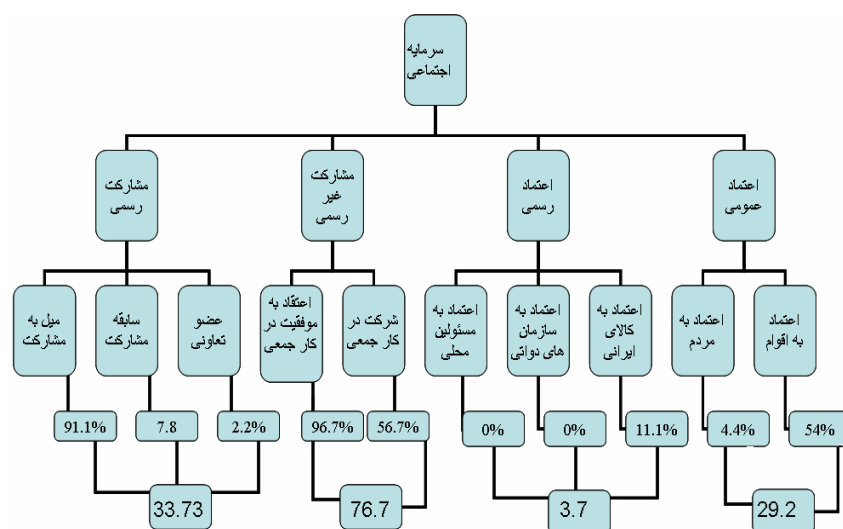 سرمایه
اجتماعی
اعتماد
عمومی
اعتماد
رسمی
مشارکت
غیر
رسمی
مشارکت
رسمی
اعتماد
به اقوام
اعتماد به
مردم
اعتماد به
کالای
ایرانی
اعتماد به
سازمان
های دواتی
اعتماد به
مسئولین
محلی
شرکت در
کار جمعی
اعتقاد به
موفقیت در
کار جمعی
عضو
تعاونی
سابقه
مشارکت
میل به
مشارکت
54%
4.4%
11.1%
0%
0%
56.7%
96.7%
2.2%
7.8
91.1%
29.2
3.7
76.7
33.73